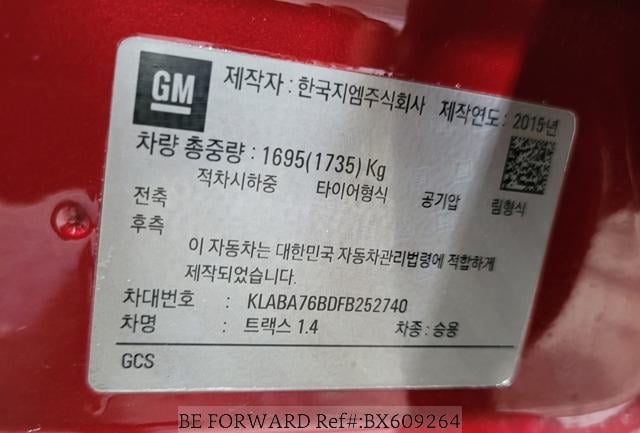 GM
제작자 : 한국지엠주식회사 제작연도 : 2015년
차량 총중량 : 1695(1735) Kg
적차시하중 타이어형식 공기압 림형식
전축
후측
이 자동차는 대한민국 자동차관리법령에 적합하게
제작되었습니다.
차대번호 : KLABA76BDFB252740
차명 : 트랙스 1.4 차종 : 승용
GCS
BE FORWARD Ref#:BX609264